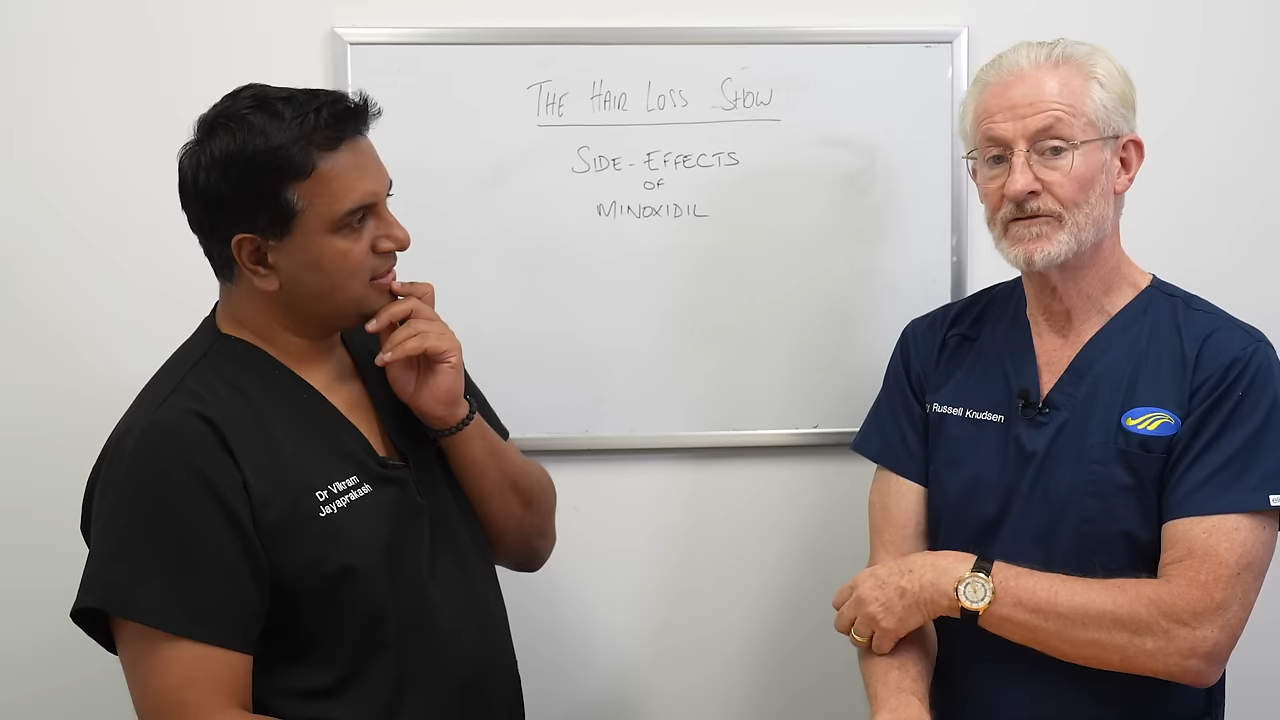 THE HAIR LOSS SHOW
SIDE-EFFECTS
OF
MINOXIDIL
Dr Vikram
Jayaprakash
Russell Knudsen